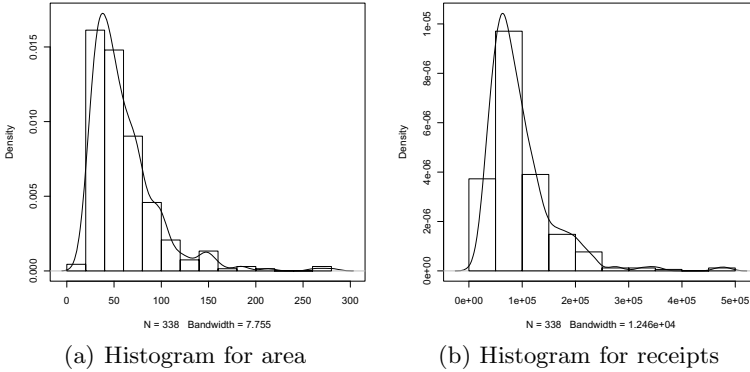 Density
0.000
0.005
0.010
0.015
0
50
100
150
200
250
300
N = 338 Bandwidth = 7.755
(a) Histogram for area
Density
0e+00
2e-06
4e-06
6e-06
8e-06
1e-05
0e+00
1e+05
2e+05
3e+05
4e+05
5e+05
N = 338 Bandwidth = 1.246e+04
(b) Histogram for receipts